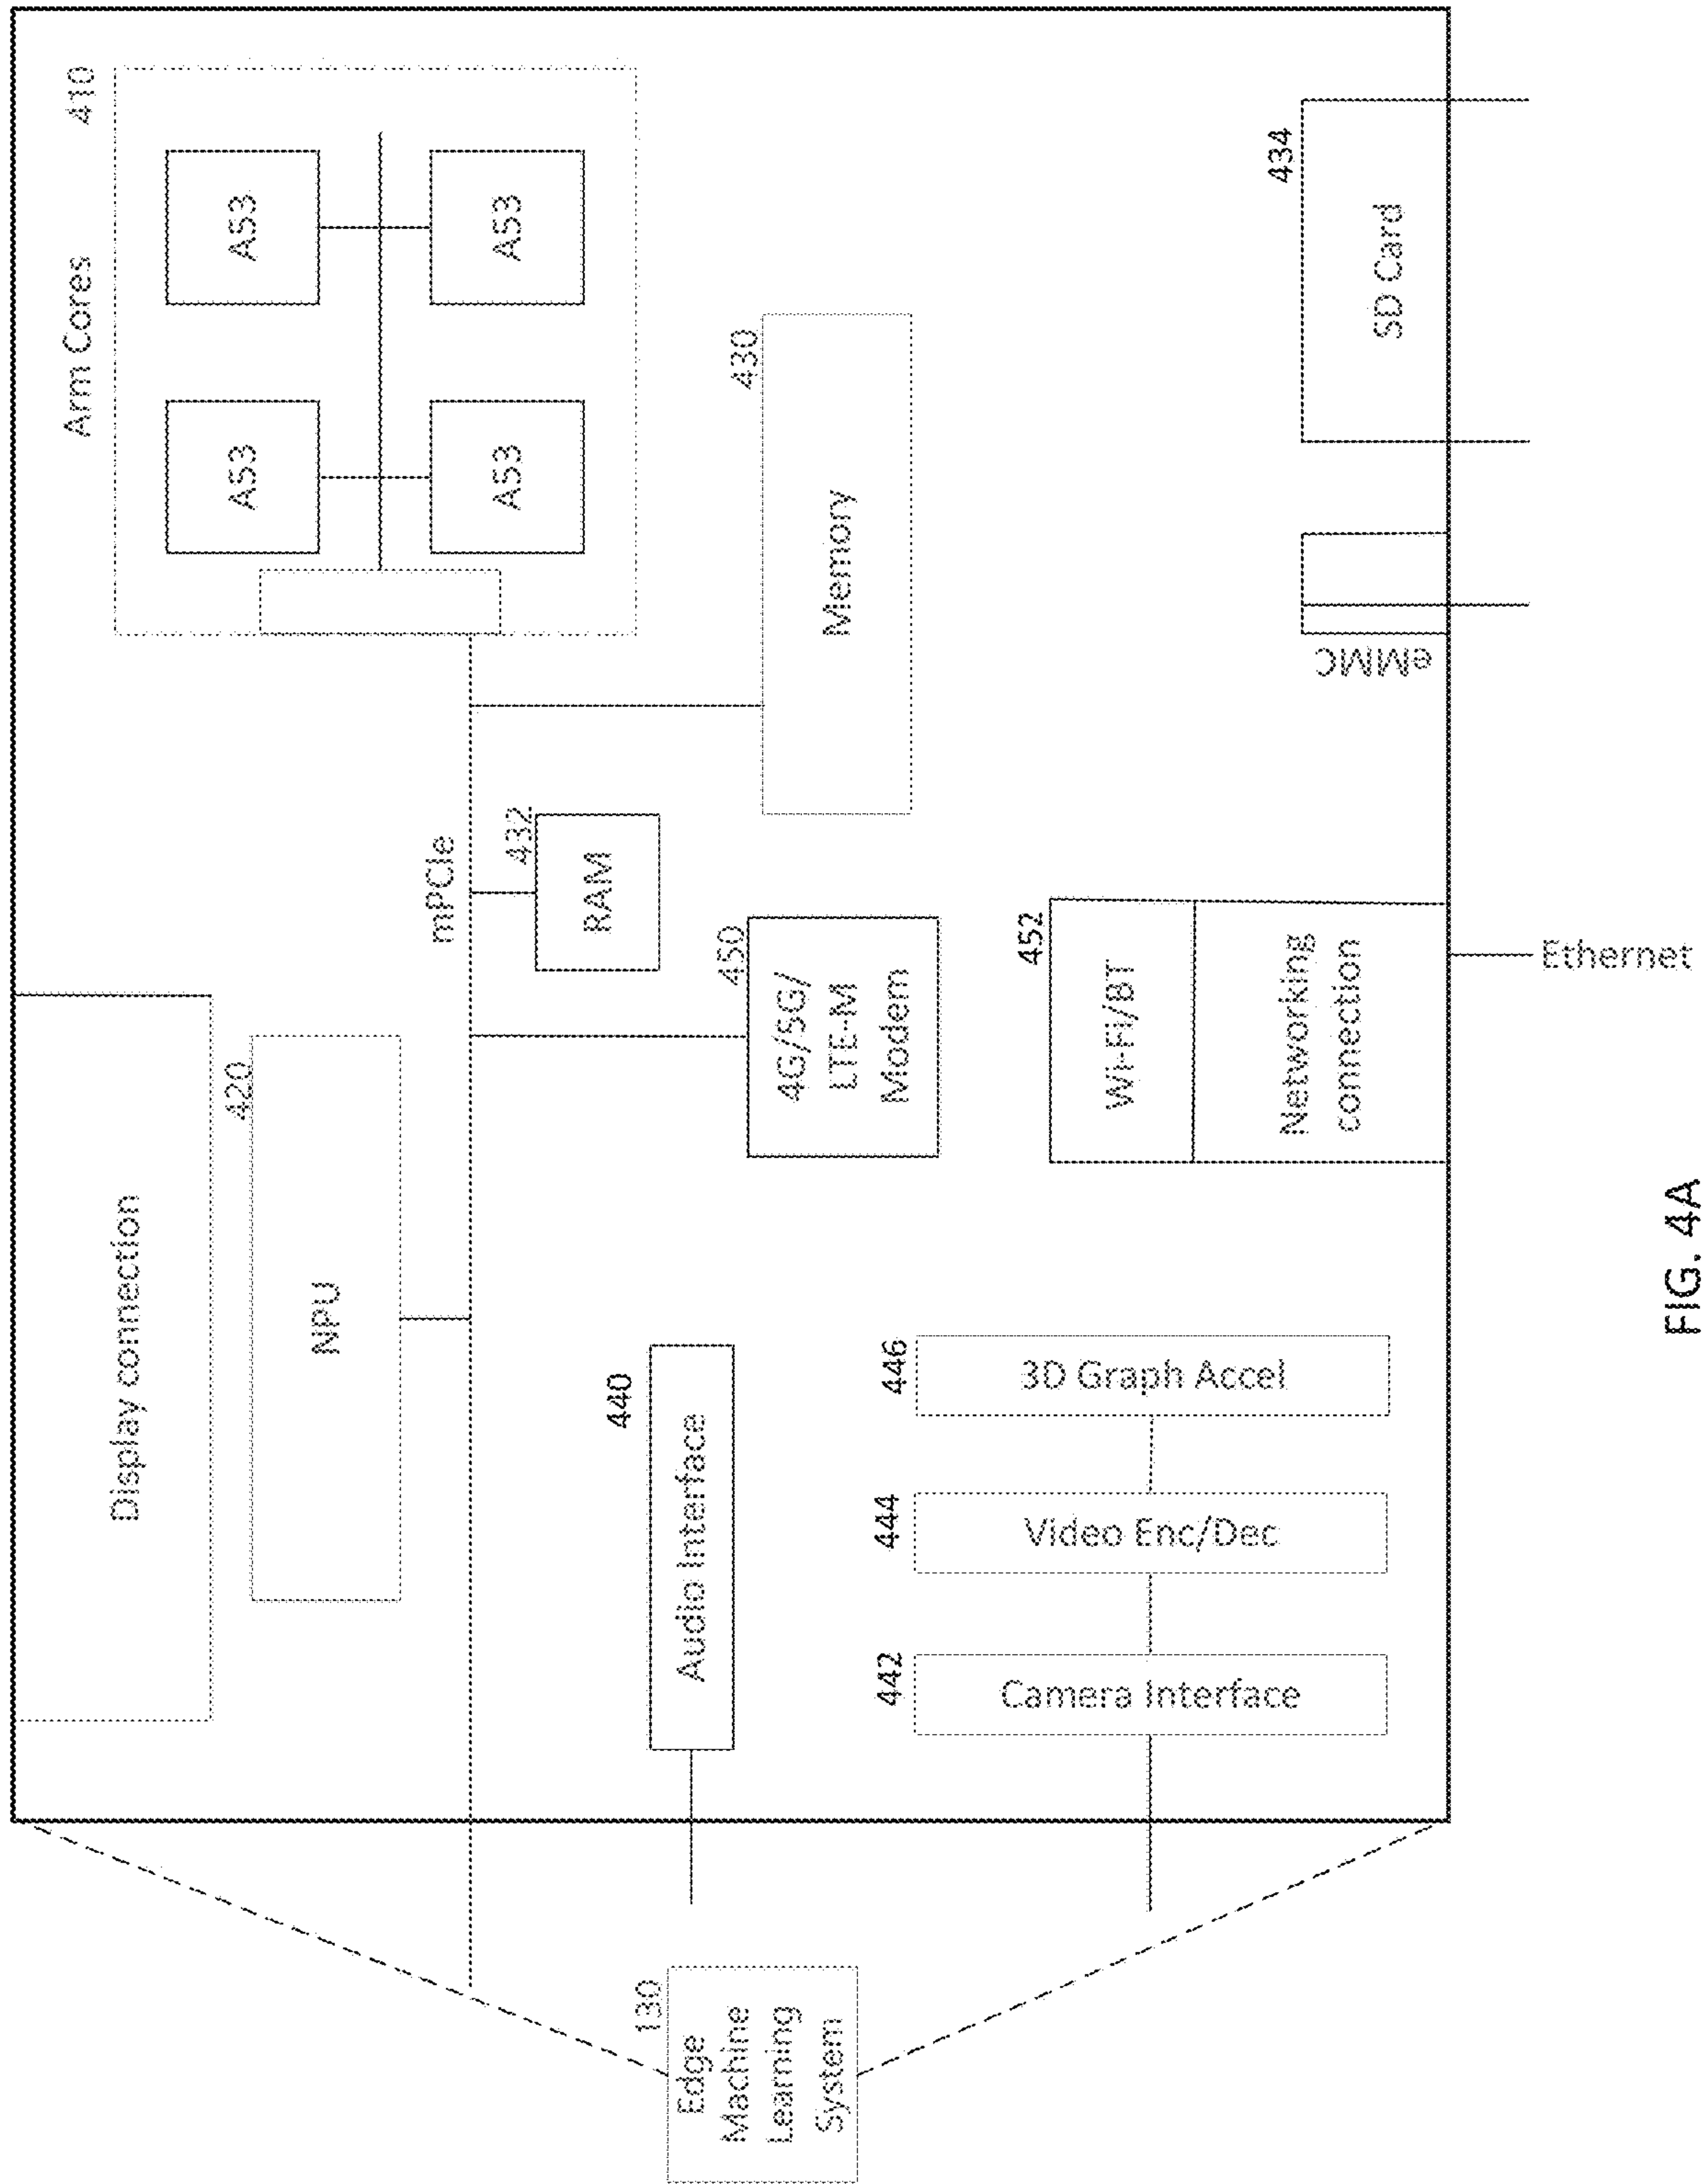 Edge
Machine
Learning
System
130
Display connection
NPU
420
Arm Cores
410
A53
A53
A53
A53
mPCIe
RAM
432
Memory
430
4G/5G/
LTE-M
Modem
450
Audio Interface
440
Camera Interface
442
Video Enc/Dec
444
3D Graph Accel
446
Wi-Fi/BT
452
Networking
connection
Ethernet
eMMC
SD Card
434
FIG. 4A